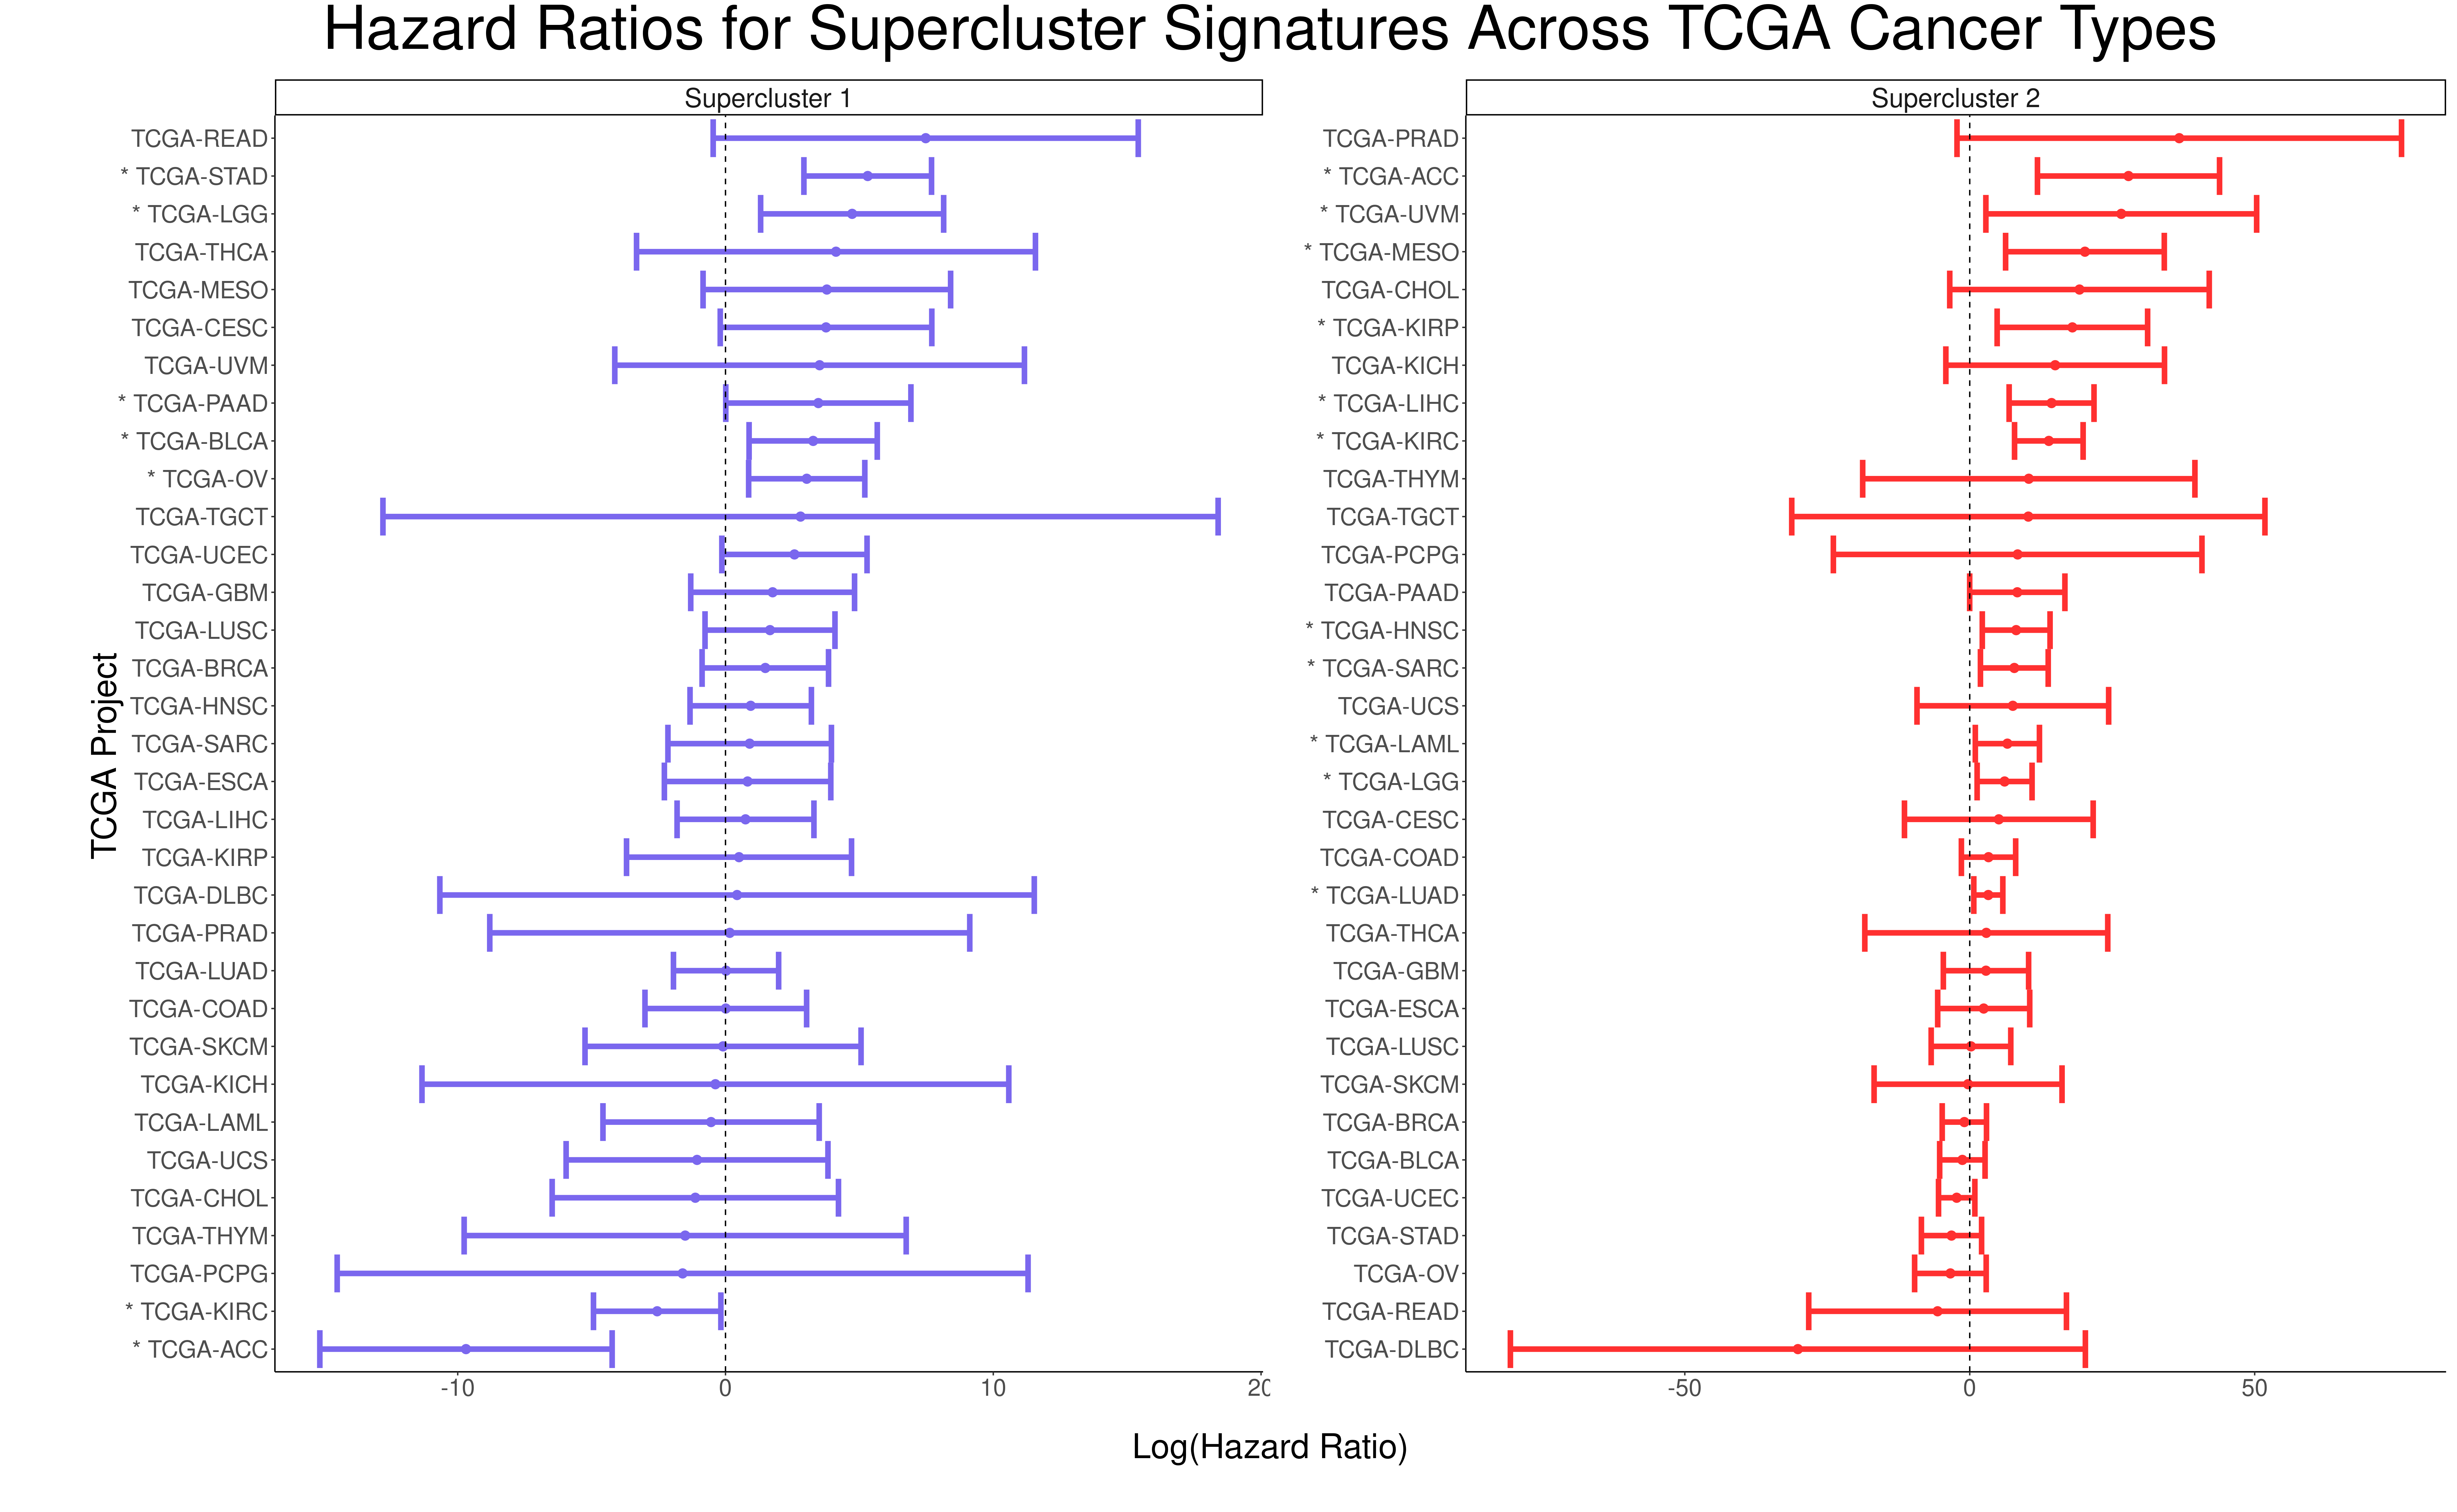 Hazard Ratios for Supercluster Signatures Across TCGA Cancer Types
Supercluster 1
TCGA-READ
* TCGA-STAD
* TCGA-LGG
TCGA-THCA
TCGA-MESO
TCGA-CESC
TCGA-UVM
* TCGA-PAAD
* TCGA-BLCA
* TCGA-OV
TCGA-TGCT
TCGA-UCEC
TCGA-GBM
TCGA-LUSC
TCGA-BRCA
TCGA-HNSC
TCGA-SARC
TCGA-ESCA
TCGA-LIHC
TCGA-KIRP
TCGA-DLBC
TCGA-PRAD
TCGA-LUAD
TCGA-COAD
TCGA-SKCM
TCGA-KICH
TCGA-LAML
TCGA-UCS
TCGA-CHOL
TCGA-THYM
TCGA-PCPG
* TCGA-KIRC
* TCGA-ACC
TCGA Project
-10 0 10 20
Supercluster 2
TCGA-PRAD
* TCGA-ACC
* TCGA-UVM
* TCGA-MESO
TCGA-CHOL
* TCGA-KIRP
TCGA-KICH
* TCGA-LIHC
* TCGA-KIRC
TCGA-THYM
TCGA-TGCT
TCGA-PCPG
TCGA-PAAD
* TCGA-HNSC
* TCGA-SARC
TCGA-UCS
* TCGA-LAML
* TCGA-LGG
TCGA-CESC
TCGA-COAD
* TCGA-LUAD
TCGA-THCA
TCGA-GBM
TCGA-ESCA
TCGA-LUSC
TCGA-SKCM
TCGA-BRCA
TCGA-BLCA
TCGA-UCEC
TCGA-STAD
TCGA-OV
TCGA-READ
TCGA-DLBC
-50 0 50
Log(Hazard Ratio)